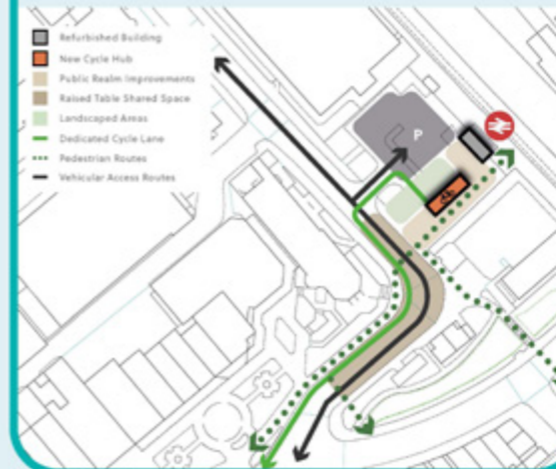 Refurbished Building
New Cycle Hub
Public Realm Improvements
Raised Table Shared Space
Landscaped Areas
Dedicated Cycle Lane
Pedestrian Routes
Vehicular Access Routes
P